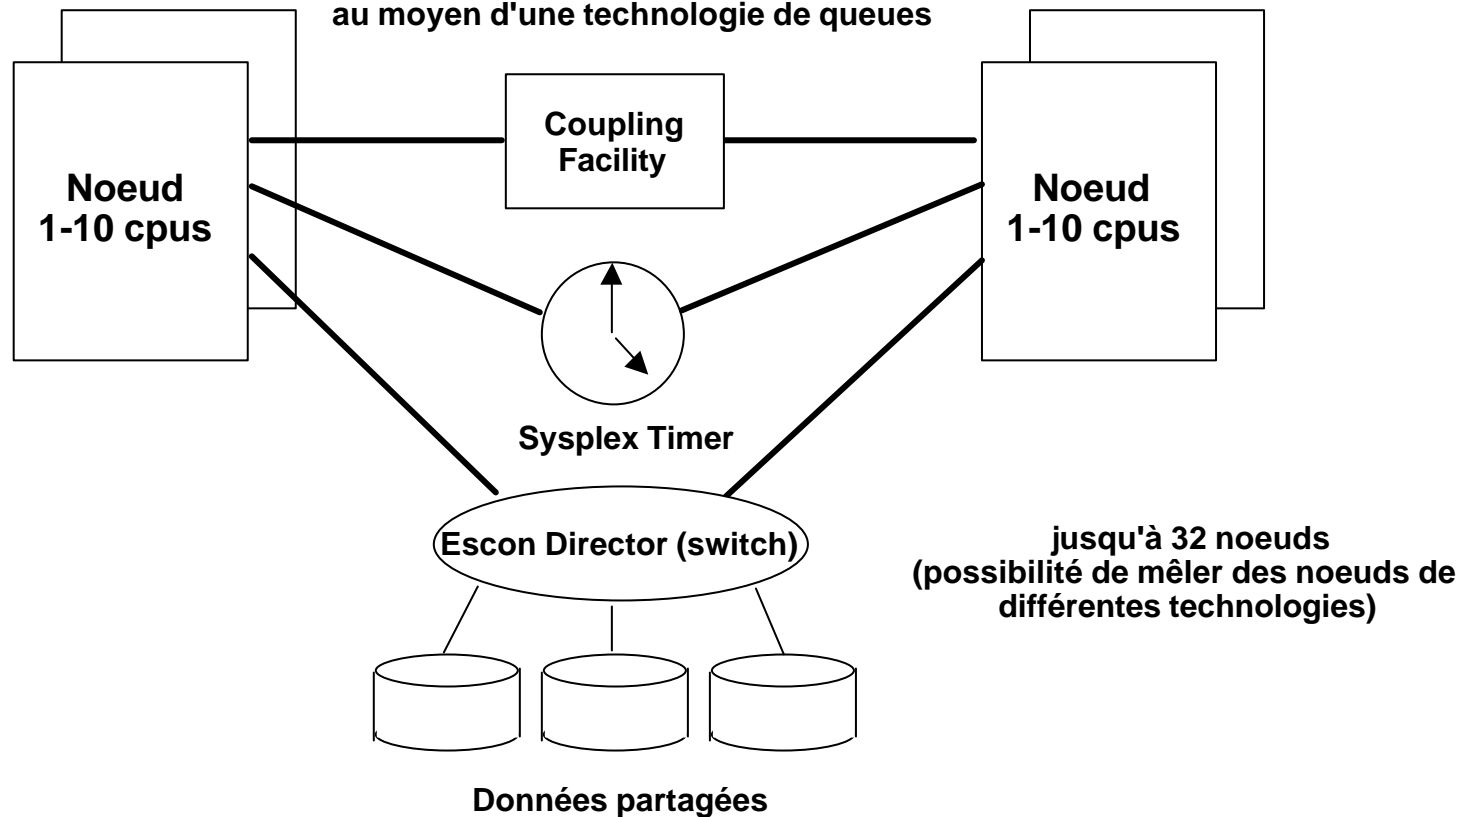 au moyen d'une technologie de queues
Coupling
Facility
Noeud
1-10 cpus
Noeud
1-10 cpus
Sysplex Timer
Escon Director (switch)
jusqu'à 32 noeuds
(possibilité de mêler des noeuds de
différentes technologies)
Données partagées